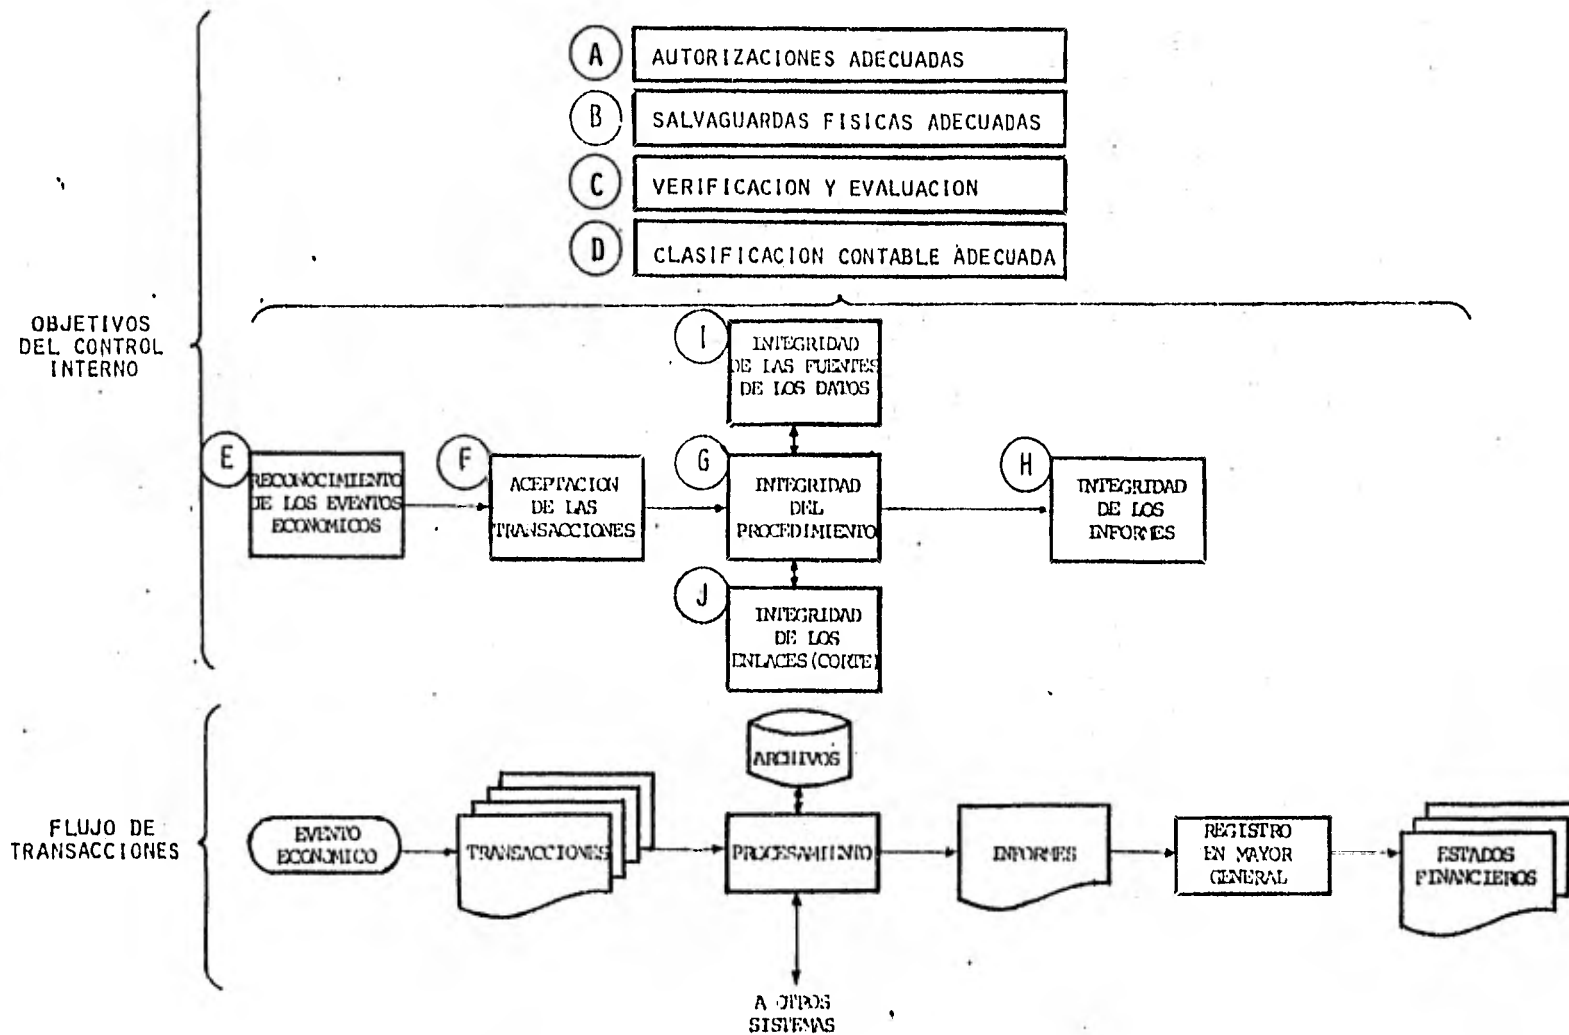 A
AUTORIZACIONES ADECUADAS
B
SALVAGUARDAS FISICAS ADECUADAS
C
VERIFICACION Y EVALUACION
D
CLASIFICACION CONTABLE ADECUADA
OBJETIVOS
DEL CONTROL
INTERNO
I
INTEGRIDAD
DE LAS FUENTES
DE LOS DATOS
E
RECONOCIMIENTO
DE LOS EVENTOS
ECONOMICOS
F
ACEPTACION
DE LAS
TRANSACCIONES
G
INTEGRIDAD
DEL
PROCEDIMIENTO
H
INTEGRIDAD
DE LOS
INFORMES
J
INTEGRIDAD
DE LOS
ENLACES(CORTE)
FLUJO DE
TRANSACCIONES
ARCHIVOS
EVENTO
ECONOMICO
TRANSACCIONES
PROCESAMIENTO
INFORMES
REGISTRO
EN MAYOR
GENERAL
ESTADOS
FINANCIEROS
A OTROS
SISTEMAS